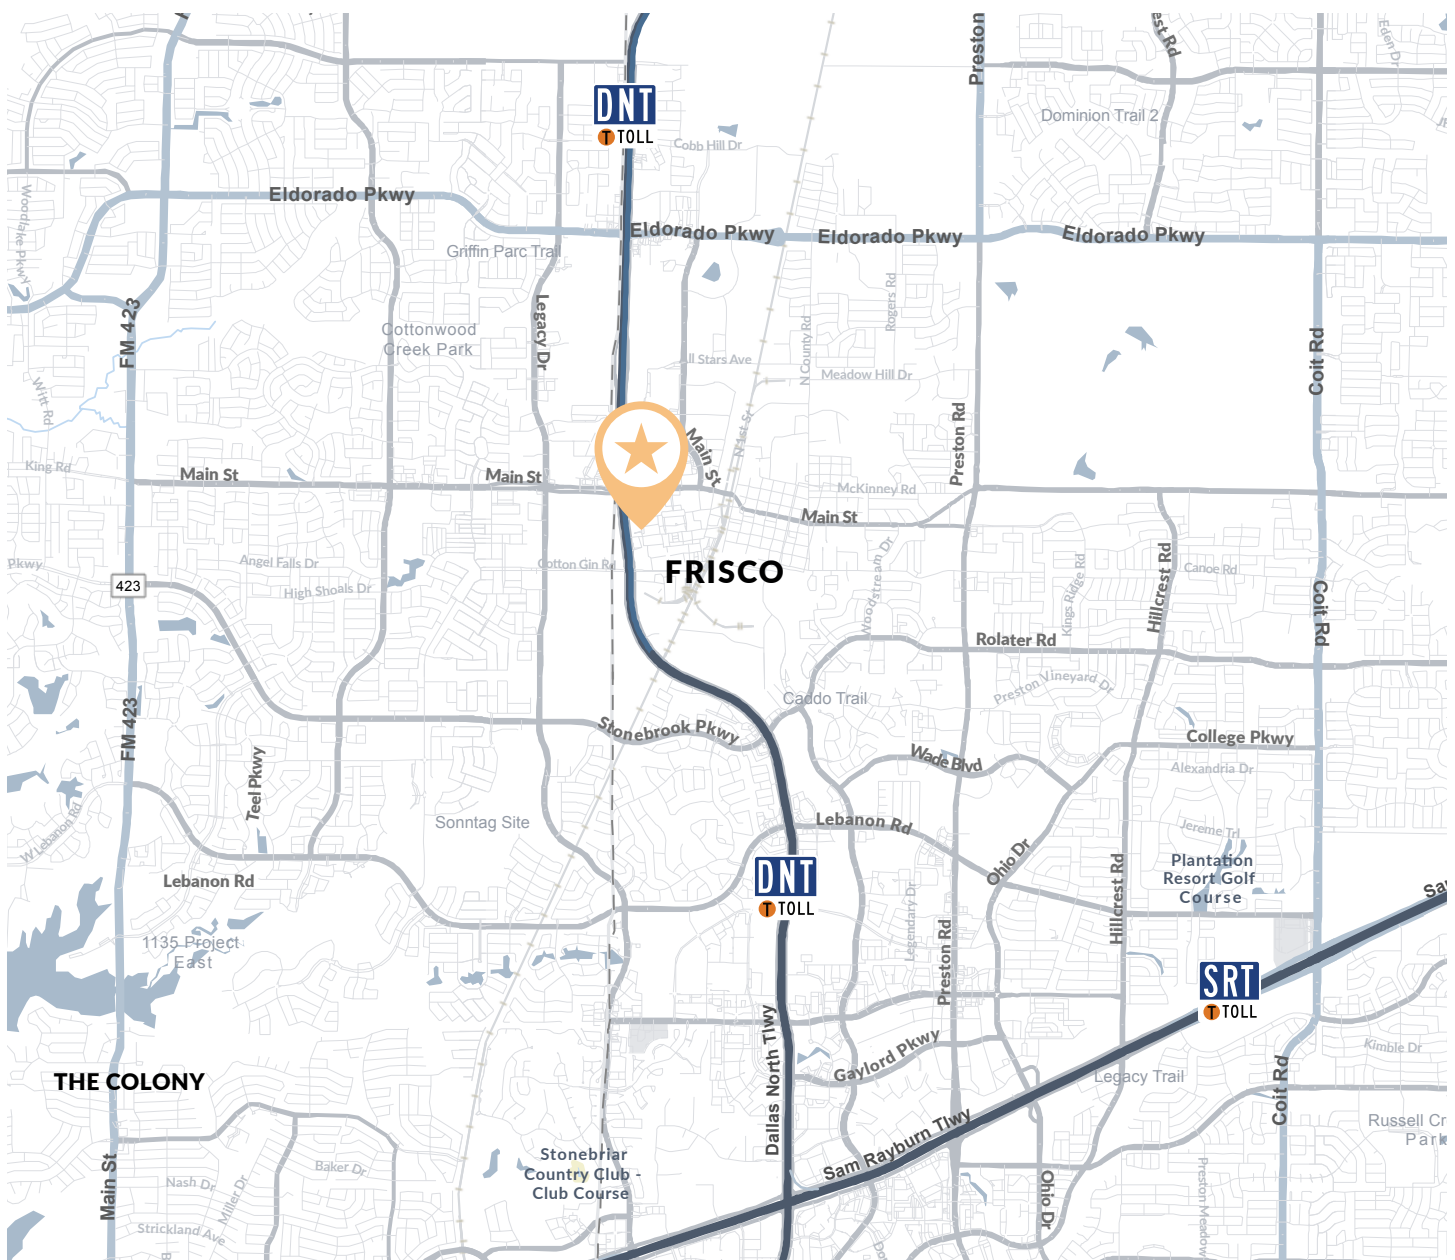 Preston
est Rd
Eden Dr
DNT
T TOLL
Dominion Trail 2
Cobb Hill Dr
Woodlake Pkwy
Eldorado Pkwy
Eldorado Pkwy
Eldorado Pkwy
Eldorado Pkwy
Griffin Parc Trail
FM 423
Legacy Dr
Rogers Rd
N County Rd
Cottonwood
Creek Park
All Stars Ave
Meadow Hill Dr
Coit Rd
Witt Rd
Preston Rd
Main St
N 1st St
King Rd
Main St
Main St
McKinney Rd
Main St
Pkwy
Angel Falls Dr
Cotton Gin Rd
FRISCO
Woodstream Dr
Kings Ridge Rd
Hillcrest Rd
Canoe Rd
423
High Shoals Dr
Coit Rd
Rolater Rd
Preston Vineyard Dr
Caddo Trail
FM 423
Stonebrook Pkwy
College Pkwy
Wade Blvd
Alexandria Dr
Teel Pkwy
W Lebanon Rd
Sonntag Site
Lebanon Rd
Jereme Trl
Ohio Dr
Plantation
Resort Golf
Course
DNT
T TOLL
Lebanon Rd
Hillcrest Rd
Legendary Dr
Sa
1135 Project
East
Preston Rd
SRT
T TOLL
Dallas North Tlwy
Gaylord Pkwy
Kimble Dr
THE COLONY
Legacy Trail
Coit Rd
Russell Cr
Park
Sam Rayburn Tlwy
Stonebriar
Country Club -
Club Course
Main St
Baker Dr
Nash Dr
Miller Dr
Strickland Ave
Ohio Dr
Preston Meadow